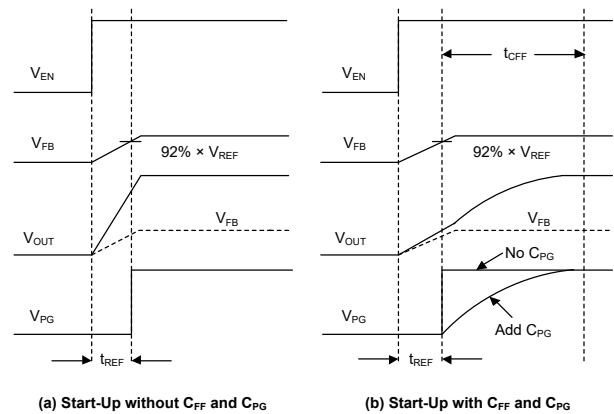 V_EN
V_FB
92% × V_REF
V_FB
V_OUT
V_PG
t_REF
(a) Start-Up without C_FF and C_PG
t_CFF
V_EN
V_FB
92% × V_REF
V_FB
V_OUT
No C_PG
V_PG
Add C_PG
t_REF
(b) Start-Up with C_FF and C_PG